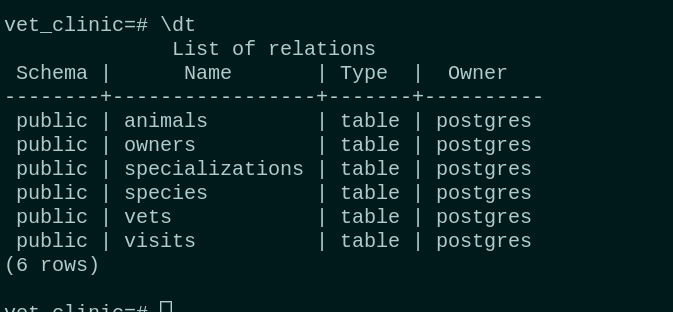 vet_clinic=# \dt
              List of relations
 Schema |      Name       | Type  |  Owner
--------+-----------------+-------+----------
 public | animals         | table | postgres
 public | owners          | table | postgres
 public | specializations | table | postgres
 public | species         | table | postgres
 public | vets            | table | postgres
 public | visits          | table | postgres
(6 rows)
vet_clinic=#